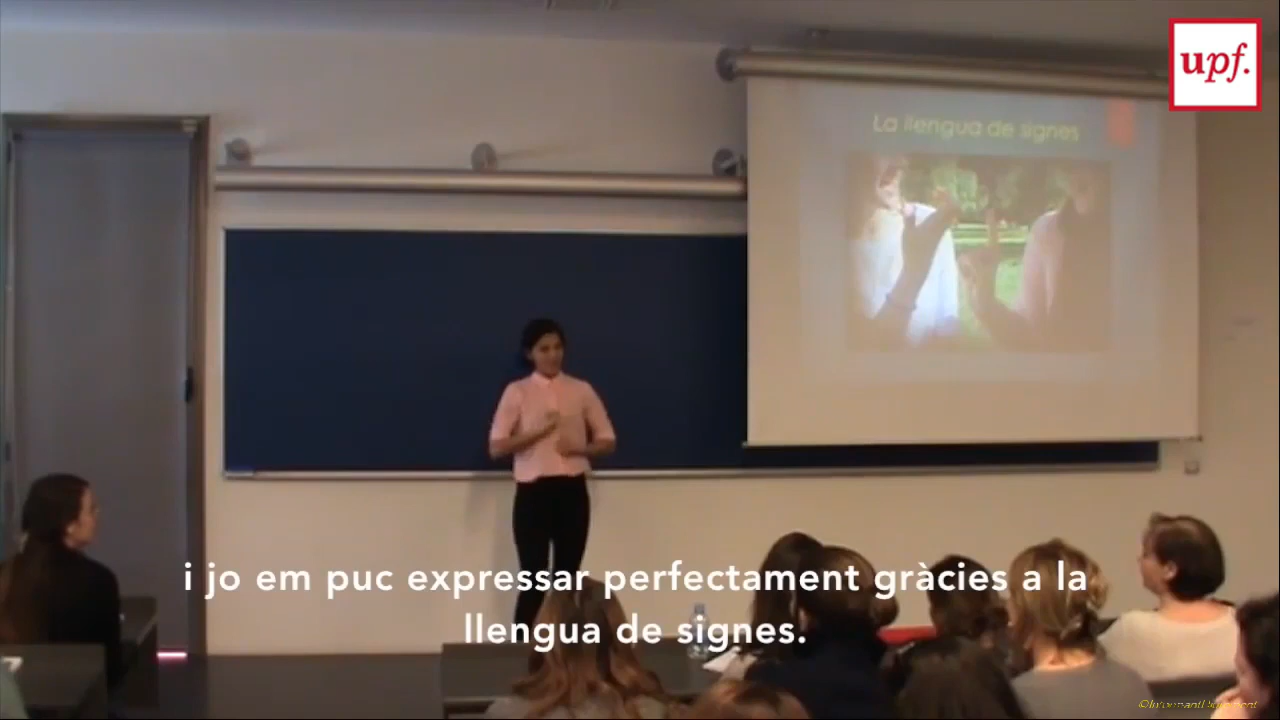 upf.
La llengua de signes
i jo em puc expressar perfectament gràcies a la
llengua de signes.